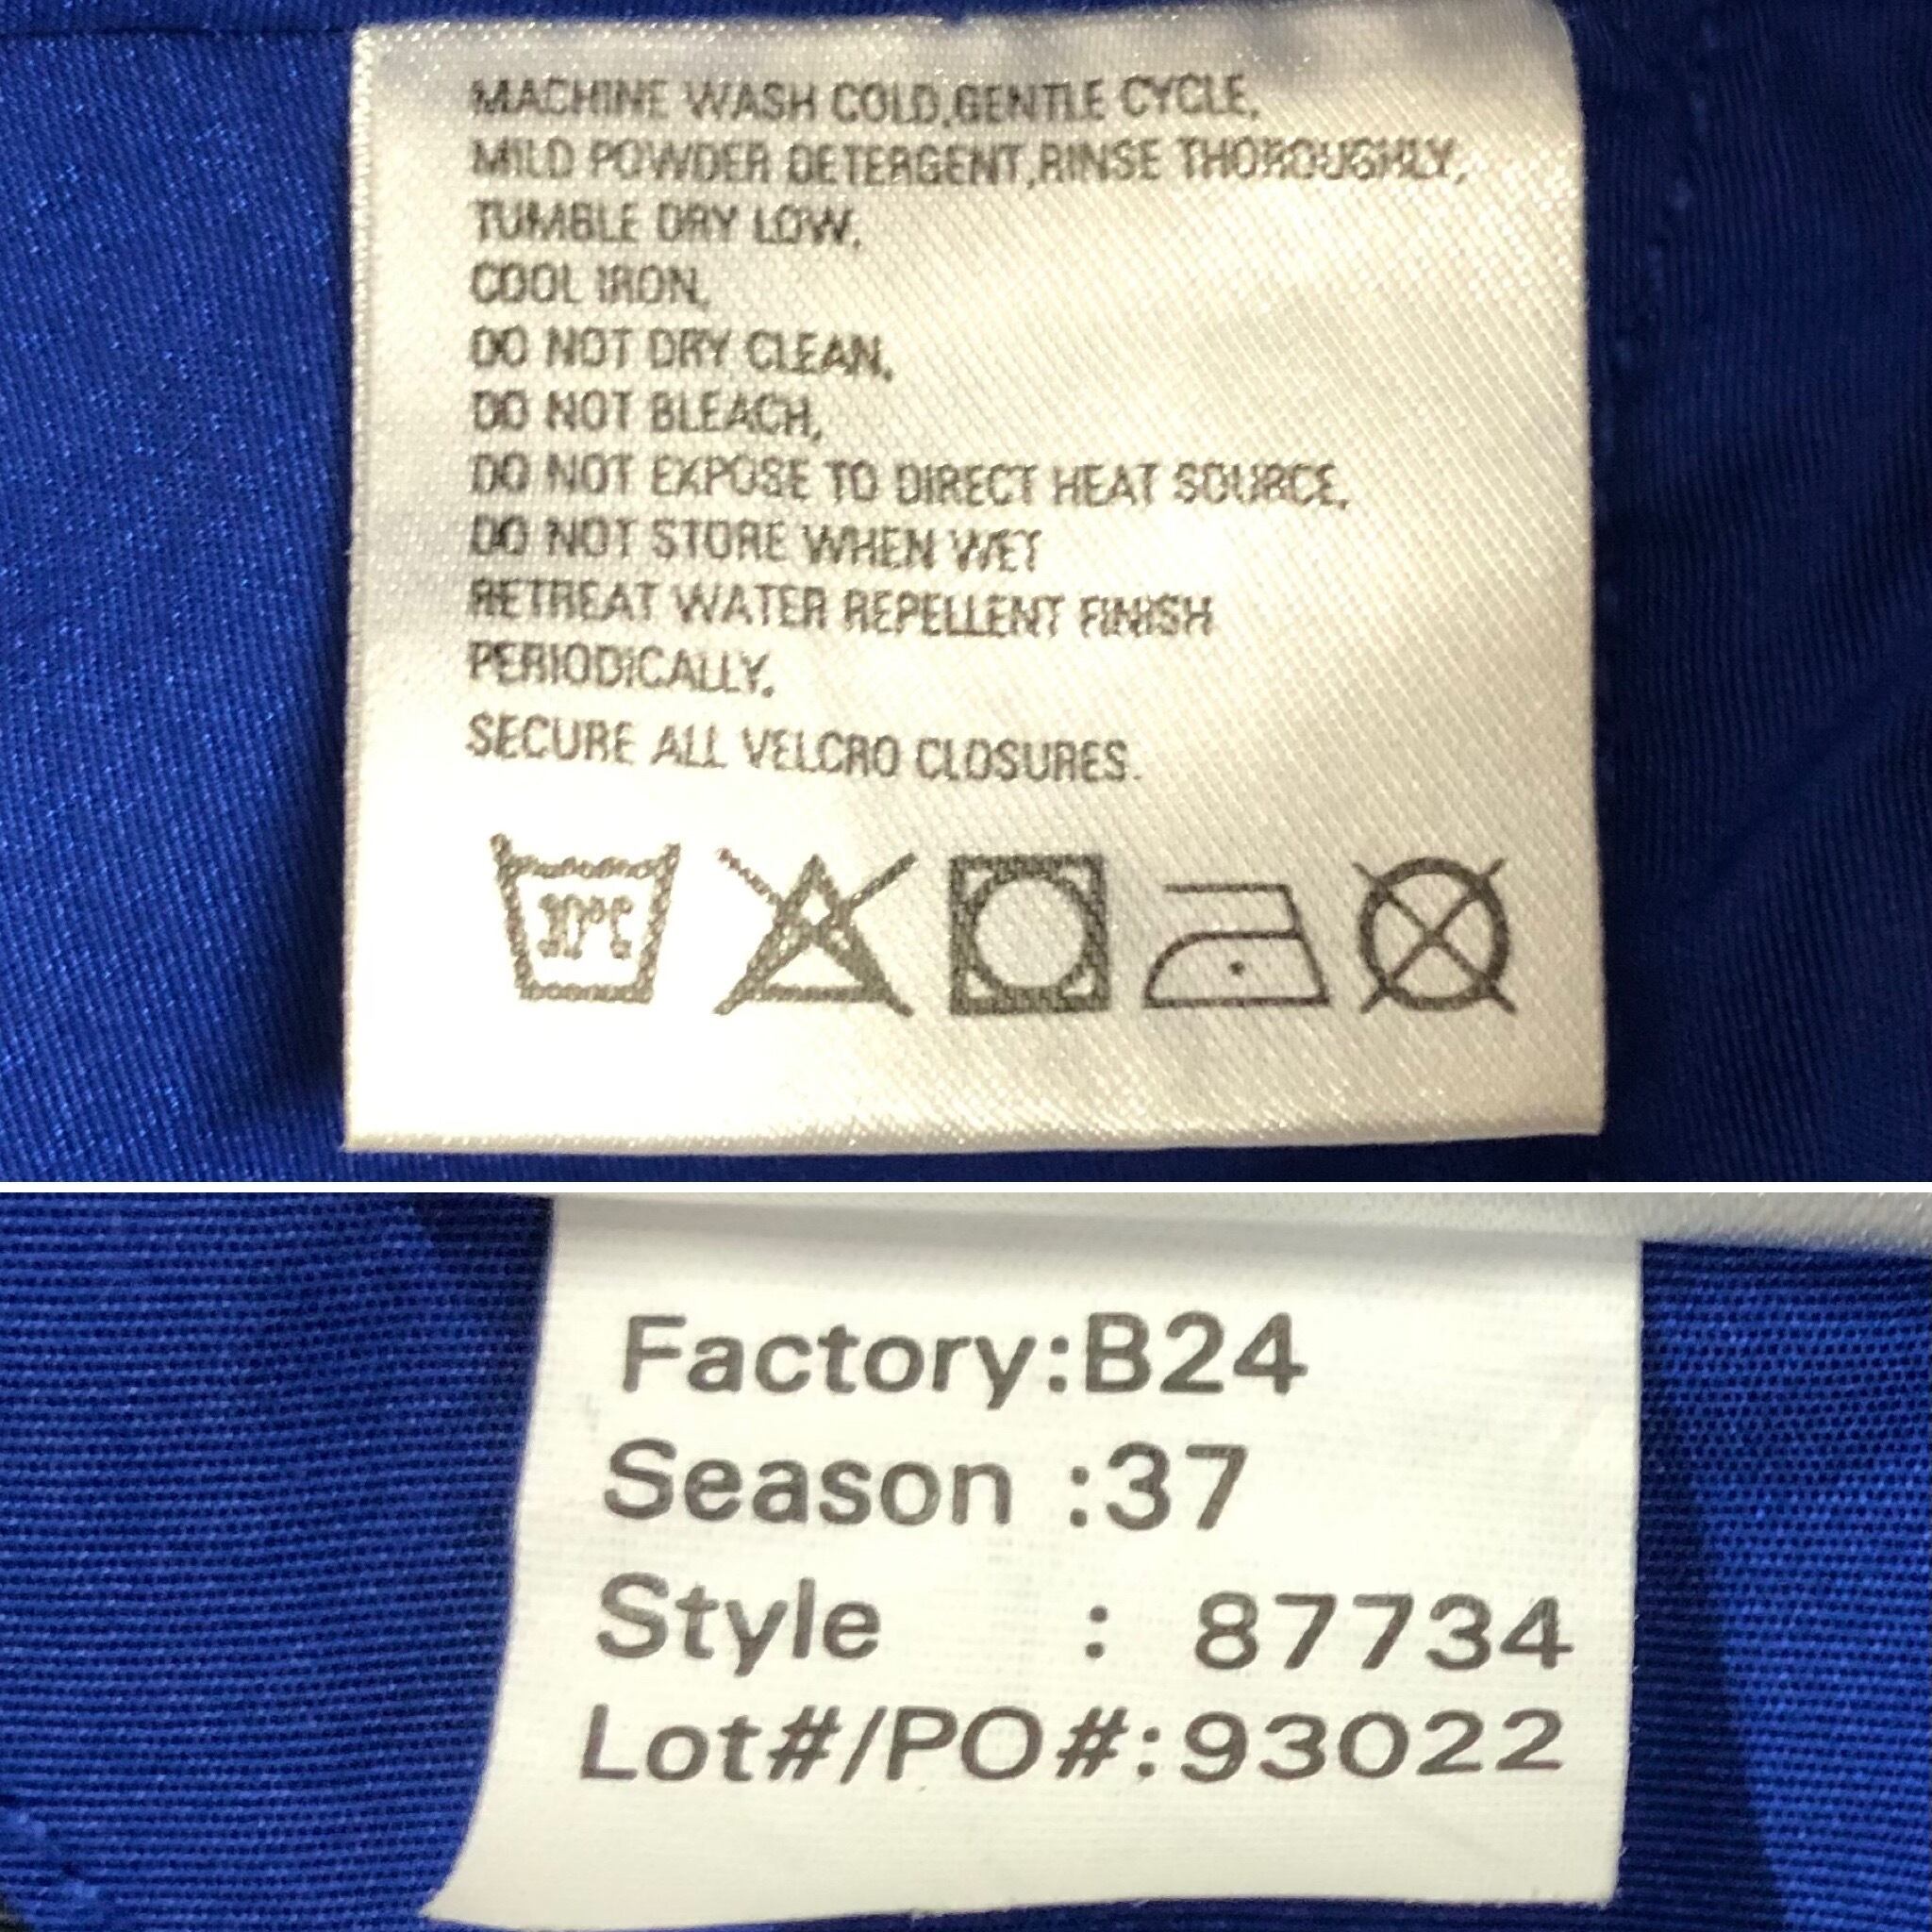 MACHINE WASH COLD,GENTLE CYCLE,
MILD POWDER DETERGENT,RINSE THOROUGHLY,
TUMBLE DRY LOW,
COOL IRON,
DO NOT DRY CLEAN,
DO NOT BLEACH,
DO NOT EXPOSE TO DIRECT HEAT SOURCE,
DO NOT STORE WHEN WET
RETREAT WATER REPELLENT FINISH
PERIODICALLY,
SECURE ALL VELCRO CLOSURES.
30°C
Factory:B24
Season :37
Style : 87734
Lot#/PO#:93022